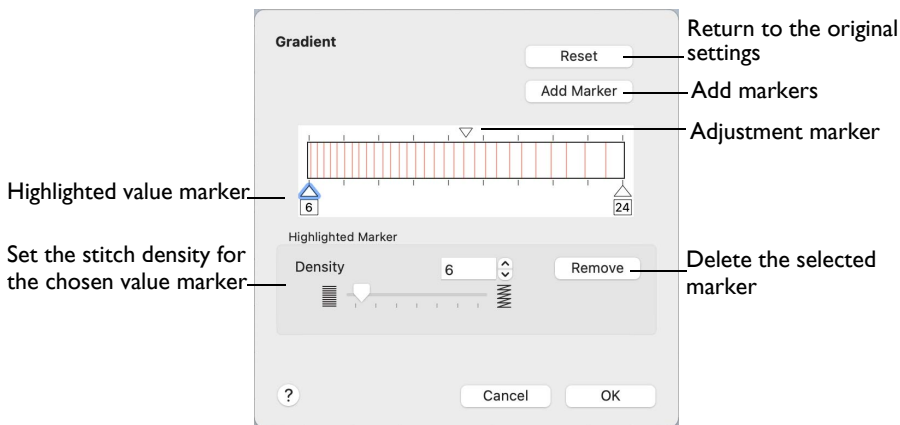 Gradient
Return to the original
settings
Reset
Add Marker
Add markers
Adjustment marker
Highlighted value marker
6
24
Highlighted Marker
Set the stitch density for
the chosen value marker
Density
6
Remove
Delete the selected
marker
?
Cancel
OK